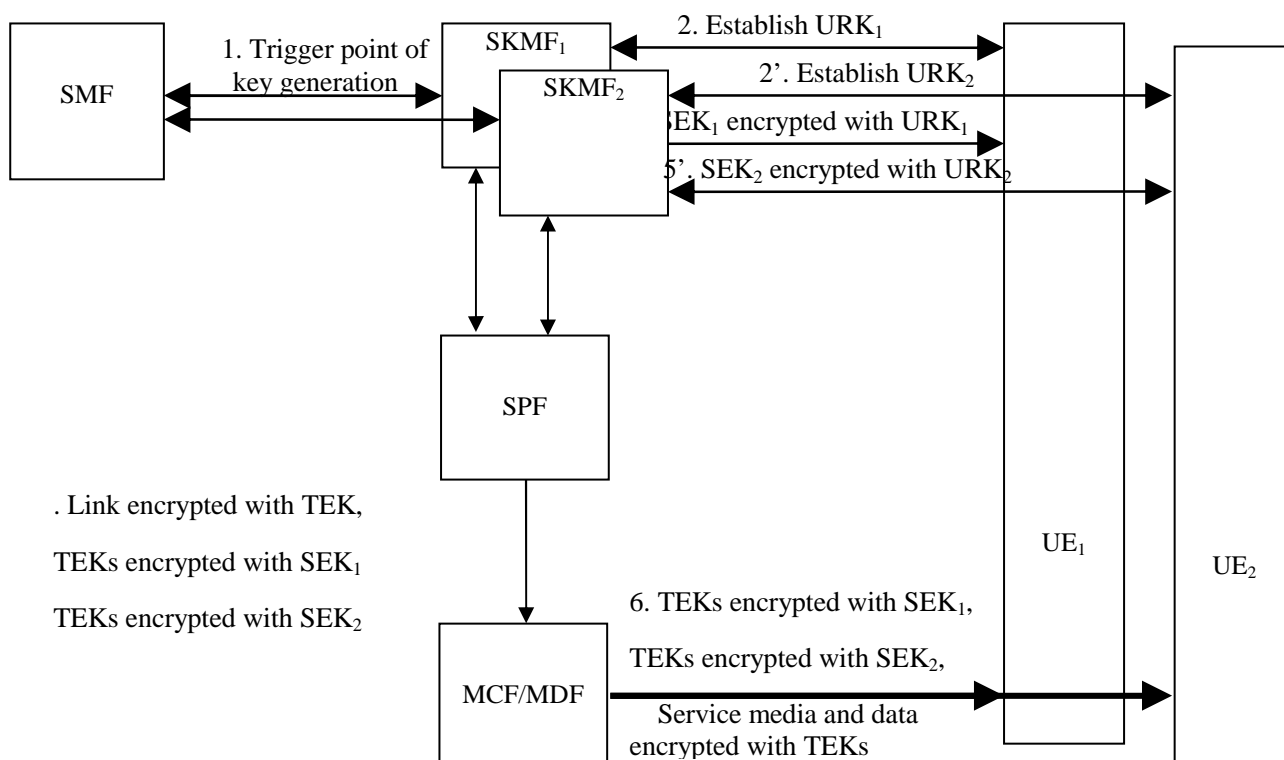 SMF
1. Trigger point of
key generation
SKMF₁
SKMF₂
2. Establish URK₁
2’. Establish URK₂
SEK₁ encrypted with URK₁
5’. SEK₂ encrypted with URK₂
SPF
. Link encrypted with TEK,
TEKs encrypted with SEK₁
TEKs encrypted with SEK₂
UE₁
UE₂
6. TEKs encrypted with SEK₁,
TEKs encrypted with SEK₂,
MCF/MDF
Service media and data
encrypted with TEKs